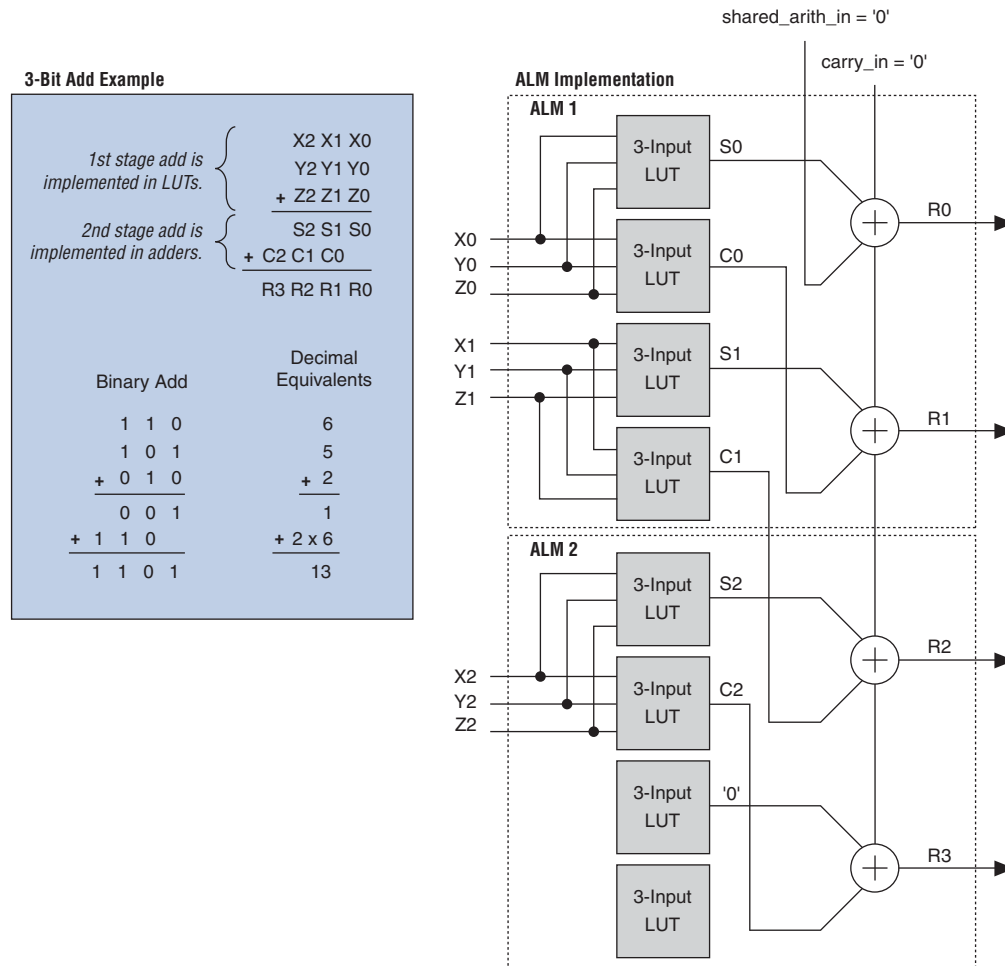 shared_arith_in = '0'
carry_in = '0'
3-Bit Add Example
1st stage add is
implemented in LUTs.
X2 X1 X0
Y2 Y1 Y0
+ Z2 Z1 Z0
2nd stage add is
implemented in adders.
S2 S1 S0
+ C2 C1 C0
R3 R2 R1 R0
Binary Add
Decimal
Equivalents
1 1 0
6
1 0 1
5
+ 0 1 0
+ 2
0 0 1
1
+ 1 1 0
+ 2 x 6
1 1 0 1
13
ALM Implementation
ALM 1
3-Input
LUT
S0
R0
X0
Y0
Z0
3-Input
LUT
C0
X1
Y1
Z1
3-Input
LUT
S1
R1
3-Input
LUT
C1
ALM 2
3-Input
LUT
S2
R2
X2
Y2
Z2
3-Input
LUT
C2
3-Input
LUT
'0'
R3
3-Input
LUT